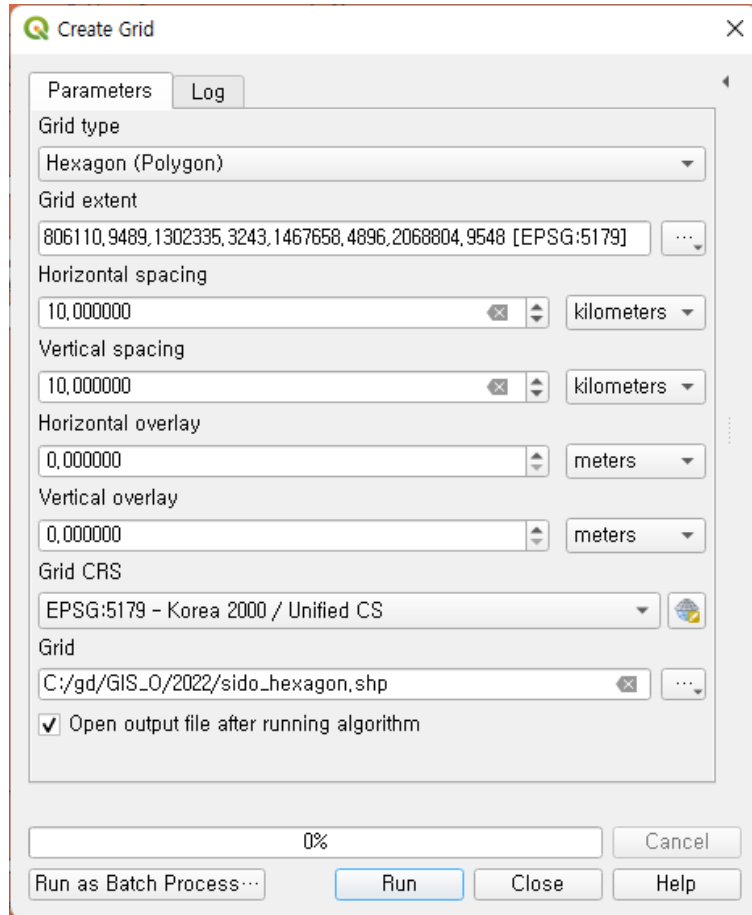 Create Grid
Parameters
Log
Grid type
Hexagon (Polygon)
Grid extent
806110,9489,1302335,3243,1467658,4896,2068804,9548 [EPSG:5179]
Horizontal spacing
10,000000
kilometers
Vertical spacing
10,000000
kilometers
Horizontal overlay
0,000000
meters
Vertical overlay
0,000000
meters
Grid CRS
EPSG:5179 - Korea 2000 / Unified CS
Grid
C:/gd/GIS_O/2022/sido_hexagon,shp
Open output file after running algorithm
0%
Cancel
Run as Batch Process…
Run
Close
Help